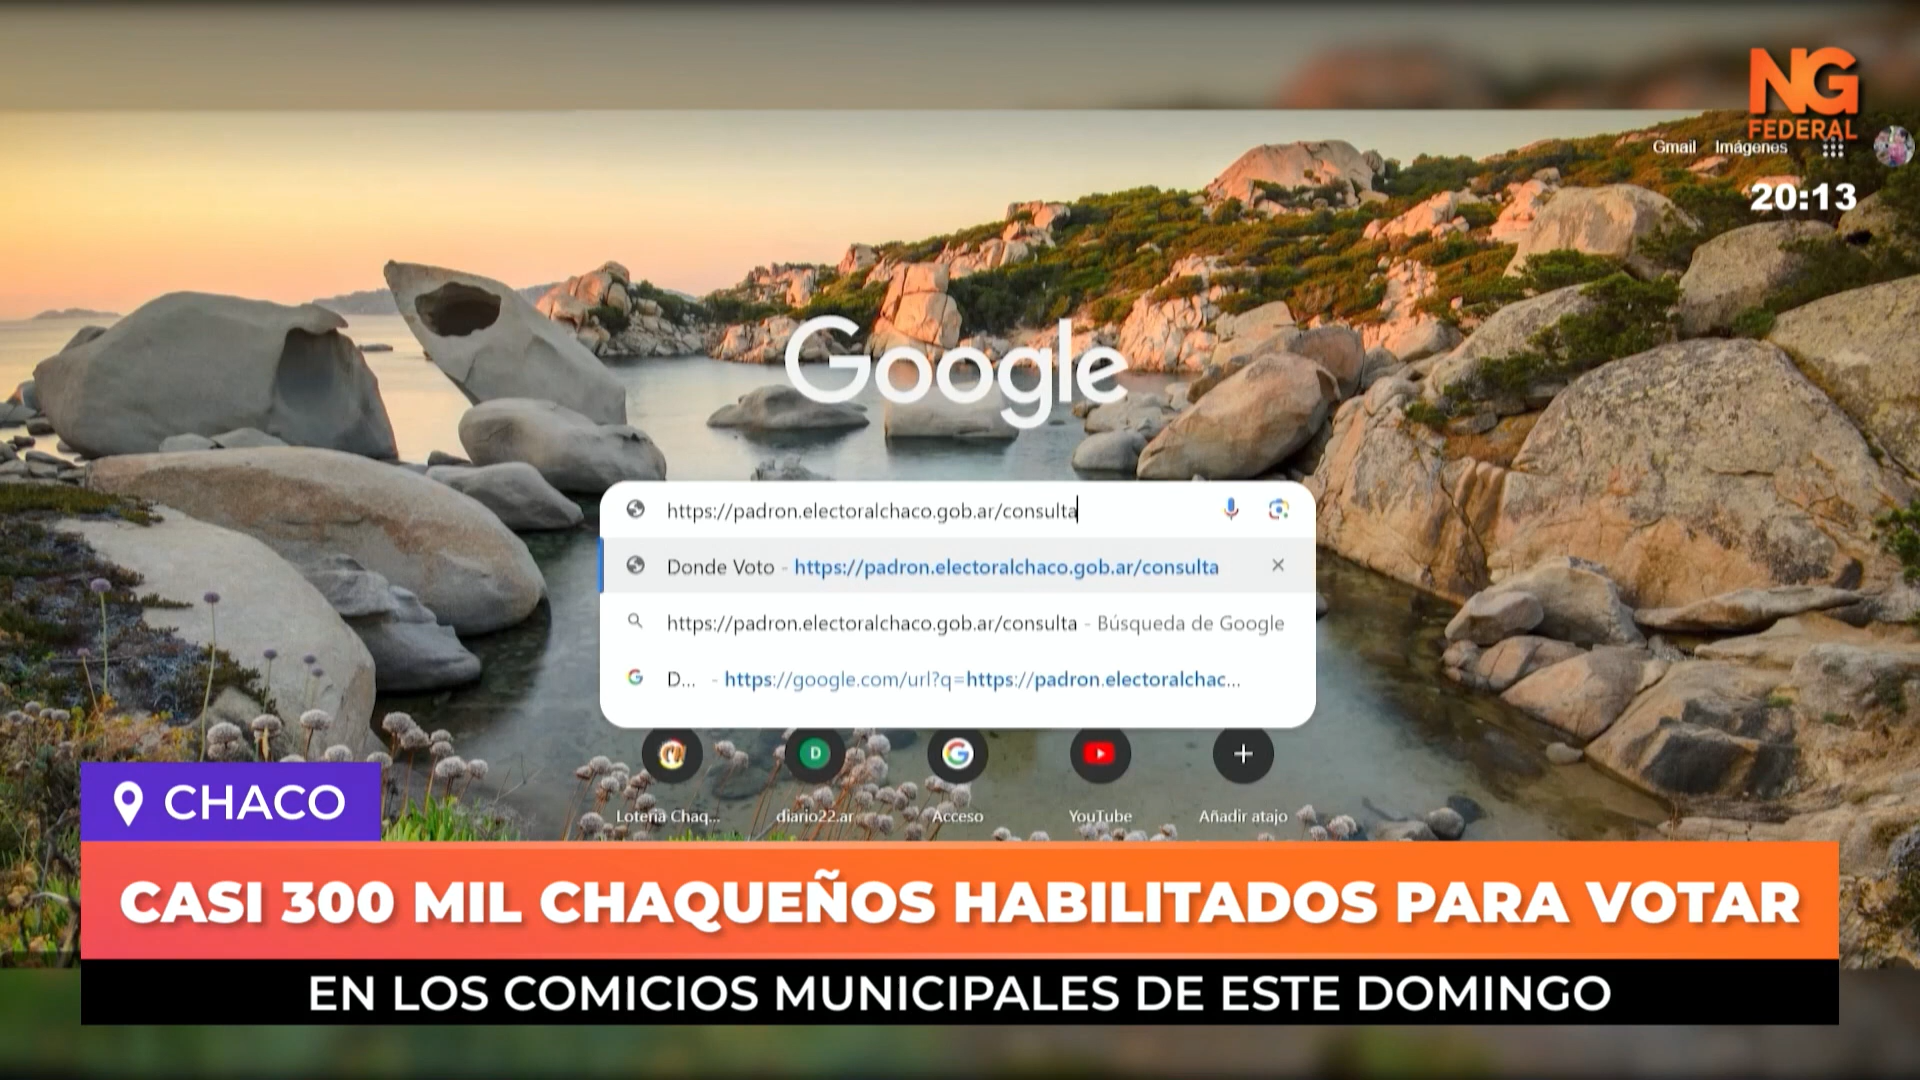 NG
FEDERAL
Gmail Imágenes
20:13
Google
https://padron.electoralchaco.gob.ar/consulta
Donde Voto - https://padron.electoralchaco.gob.ar/consulta
https://padron.electoralchaco.gob.ar/consulta - Búsqueda de Google
D... - https://google.com/url?q=https://padron.electoralchac...
D
Lotería Chaq... diario22.ar Acceso YouTube Añadir atajo
CHACO
CASI 300 MIL CHAQUEÑOS HABILITADOS PARA VOTAR
EN LOS COMICIOS MUNICIPALES DE ESTE DOMINGO